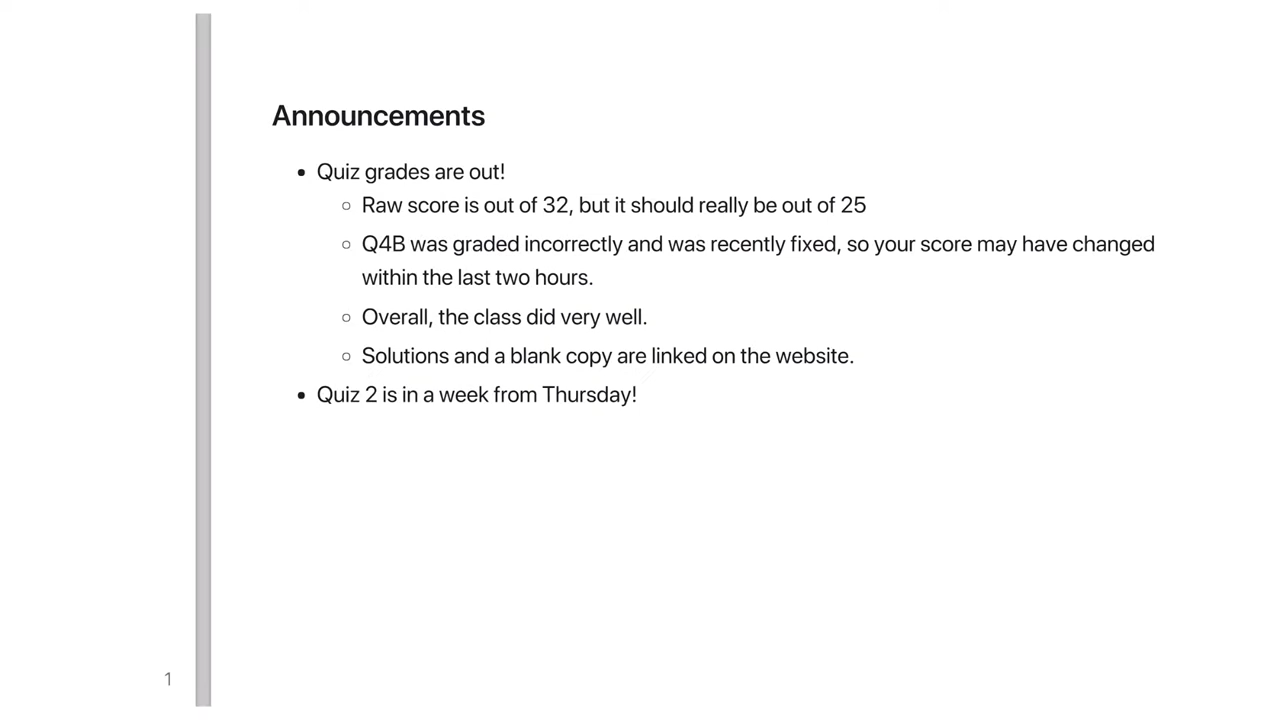 Announcements
• Quiz grades are out!
○ Raw score is out of 32, but it should really be out of 25
○ Q4B was graded incorrectly and was recently fixed, so your score may have changed
within the last two hours.
○ Overall, the class did very well.
○ Solutions and a blank copy are linked on the website.
• Quiz 2 is in a week from Thursday!
1